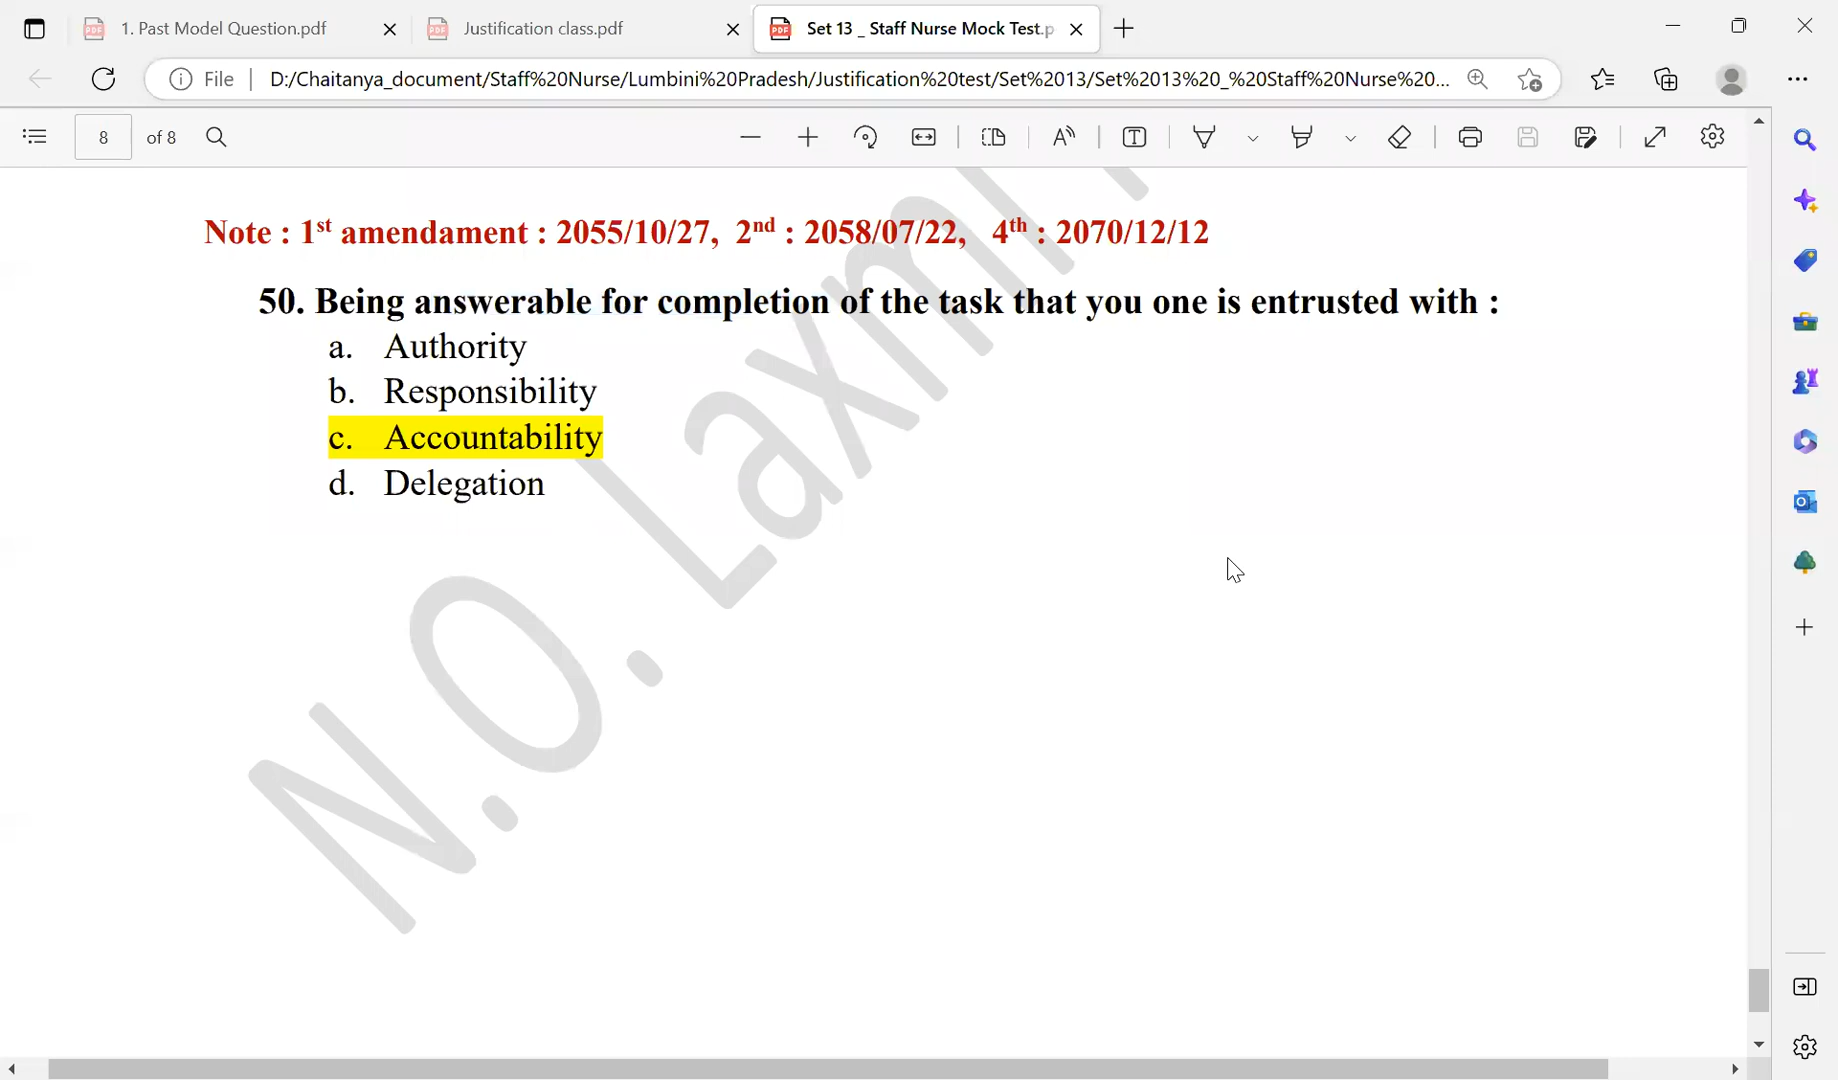 1. Past Model Question.pdf
Justification class.pdf
Set 13 _ Staff Nurse Mock Test.p
File
D:/Chaitanya_document/Staff%20Nurse/Lumbini%20Pradesh/Justification%20test/Set%2013/Set%2013%20_%20Staff%20Nurse%20...
8 of 8
Note : 1st amendament : 2055/10/27, 2nd : 2058/07/22, 4th : 2070/12/12
50. Being answerable for completion of the task that you one is entrusted with :
a. Authority
b. Responsibility
c. Accountability
d. Delegation
N.O. Laxmi